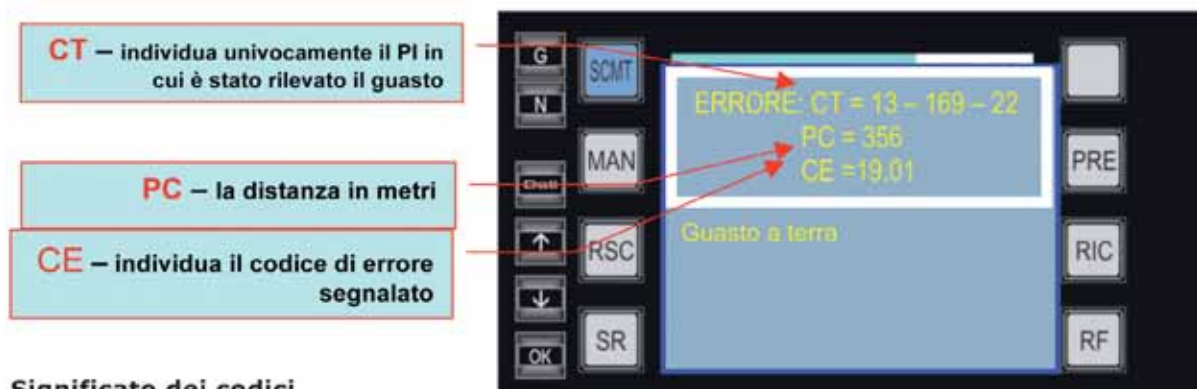 CT – individua univocamente il PI in
cui è stato rilevato il guasto
PC – la distanza in metri
CE – individua il codice di errore
segnalato
G
N
Dati
↑
↓
OK
SCMT
MAN
RSC
SR
ERRORE: CT = 13 – 169 – 22
PC = 356
CE =19.01
Guasto a terra
PRE
RIC
RF
Significato dei codici